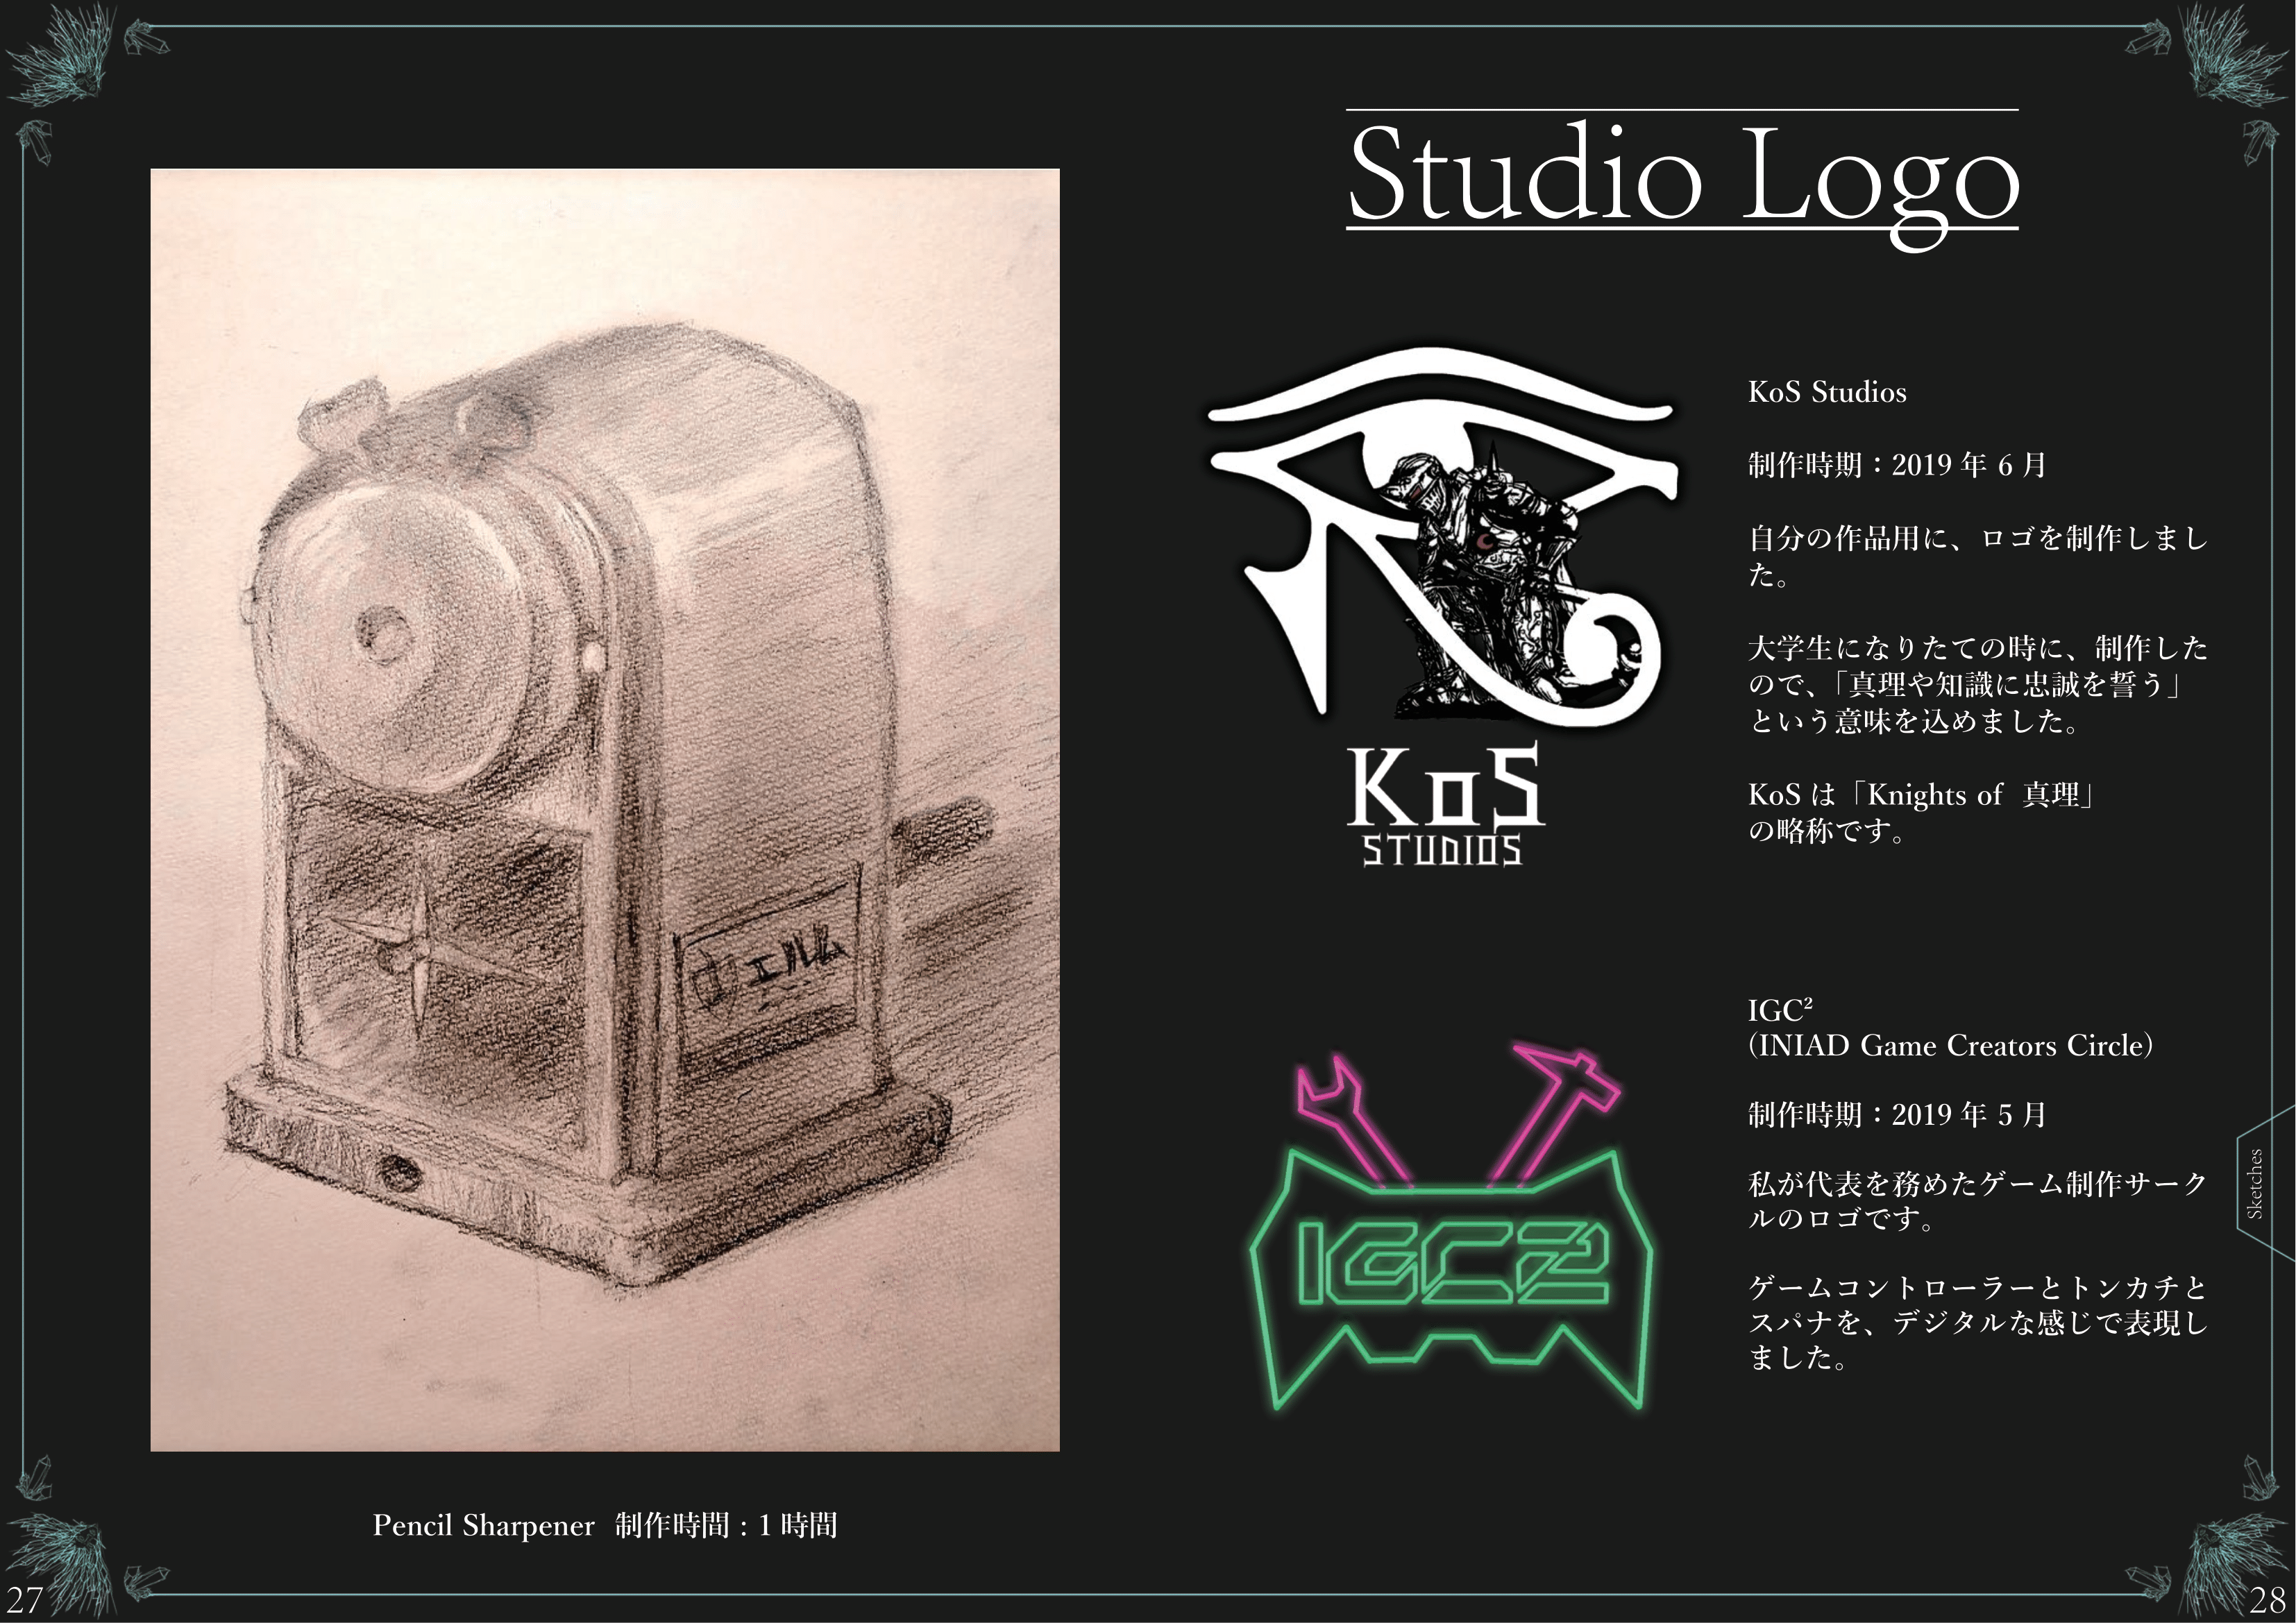 エルム
Pencil Sharpener 制作時間：1 時間
27
Studio Logo
KoS
STUDIOS
KoS Studios
制作時期：2019 年 6 月
自分の作品用に、ロゴを制作しまし
た。
大学生になりたての時に、制作した
ので、「真理や知識に忠誠を誓う」
という意味を込めました。
KoS は「Knights of 真理」
の略称です。
IGC2
IGC²
(INIAD Game Creators Circle)
制作時期：2019 年 5 月
私が代表を務めたゲーム制作サーク
ルのロゴです。
ゲームコントローラーとトンカチと
スパナを、デジタルな感じで表現し
ました。
Sketches
28